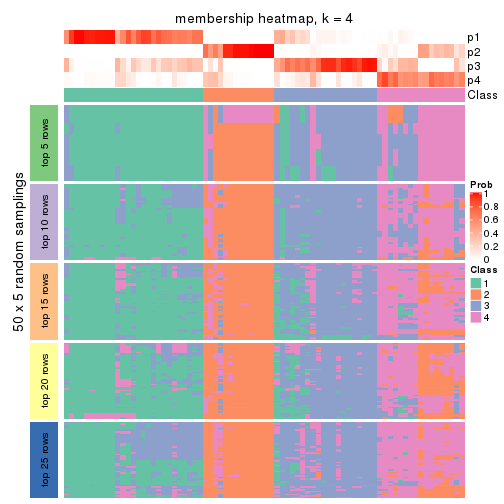 membership heatmap, k = 4
p1
p2
p3
p4
Class
50 x 5 random samplings
top 5 rows
top 10 rows
top 15 rows
top 20 rows
top 25 rows
Prob
1
0.8
0.6
0.4
0.2
0
Class
1
2
3
4